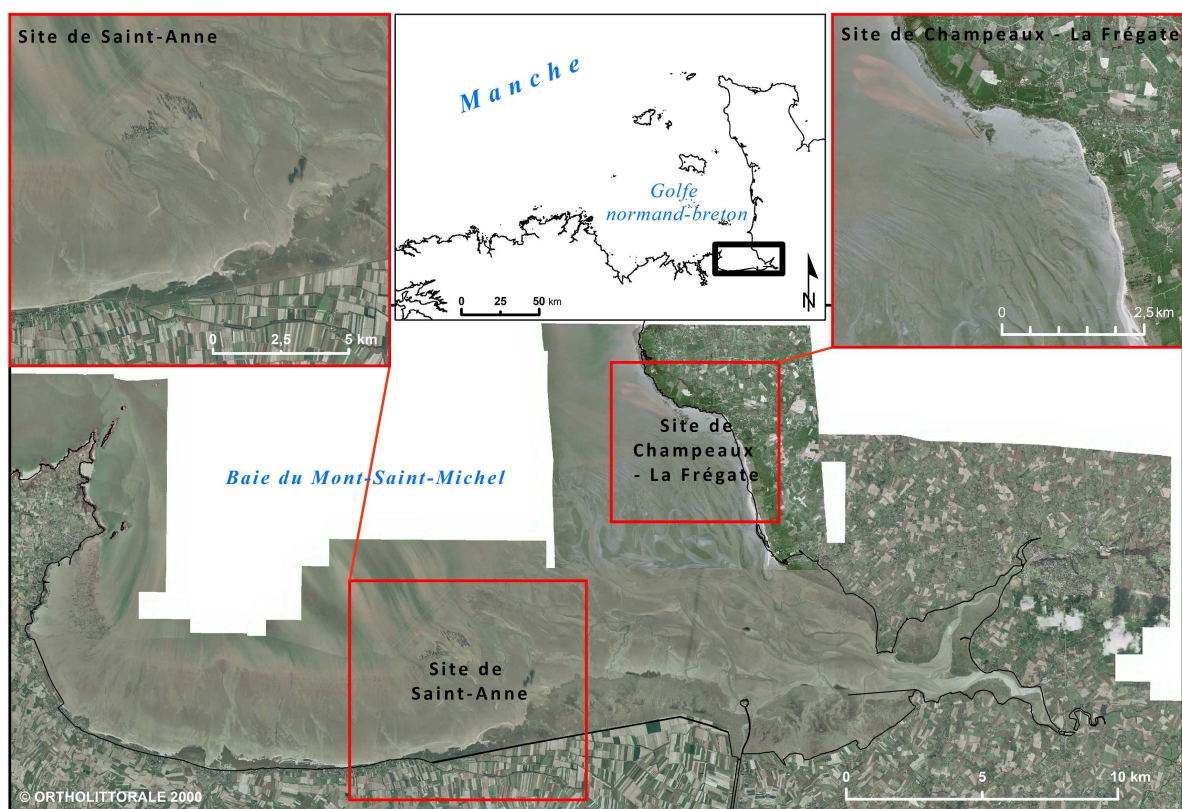 Site de Saint-Anne
0 2,5 5 km
Manche
Golfe
normand-breton
0 25 50 km
N
Site de Champeaux - La Frégate
0 2,5 km
Baie du Mont-Saint-Michel
Site de
Champeaux
- La Frégate
Site de
Saint-Anne
© ORTHOLITTORALE 2000
0 5 10 km